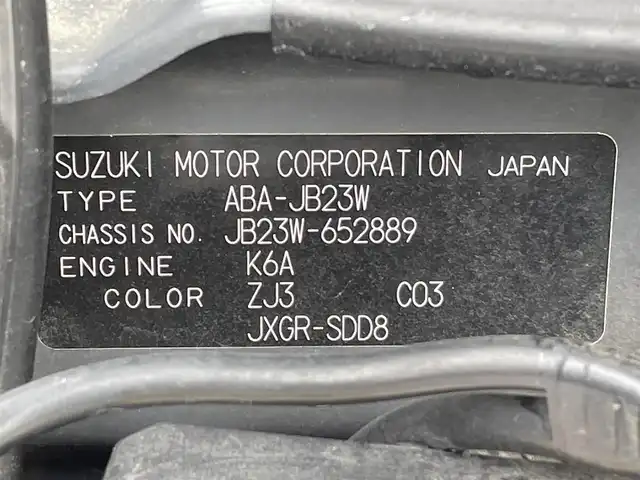 SUZUKI MOTOR CORPORATION JAPAN
TYPE ABA-JB23W
CHASSIS NO. JB23W-652889
ENGINE K6A
COLOR ZJ3 C03
JXGR-SDD8